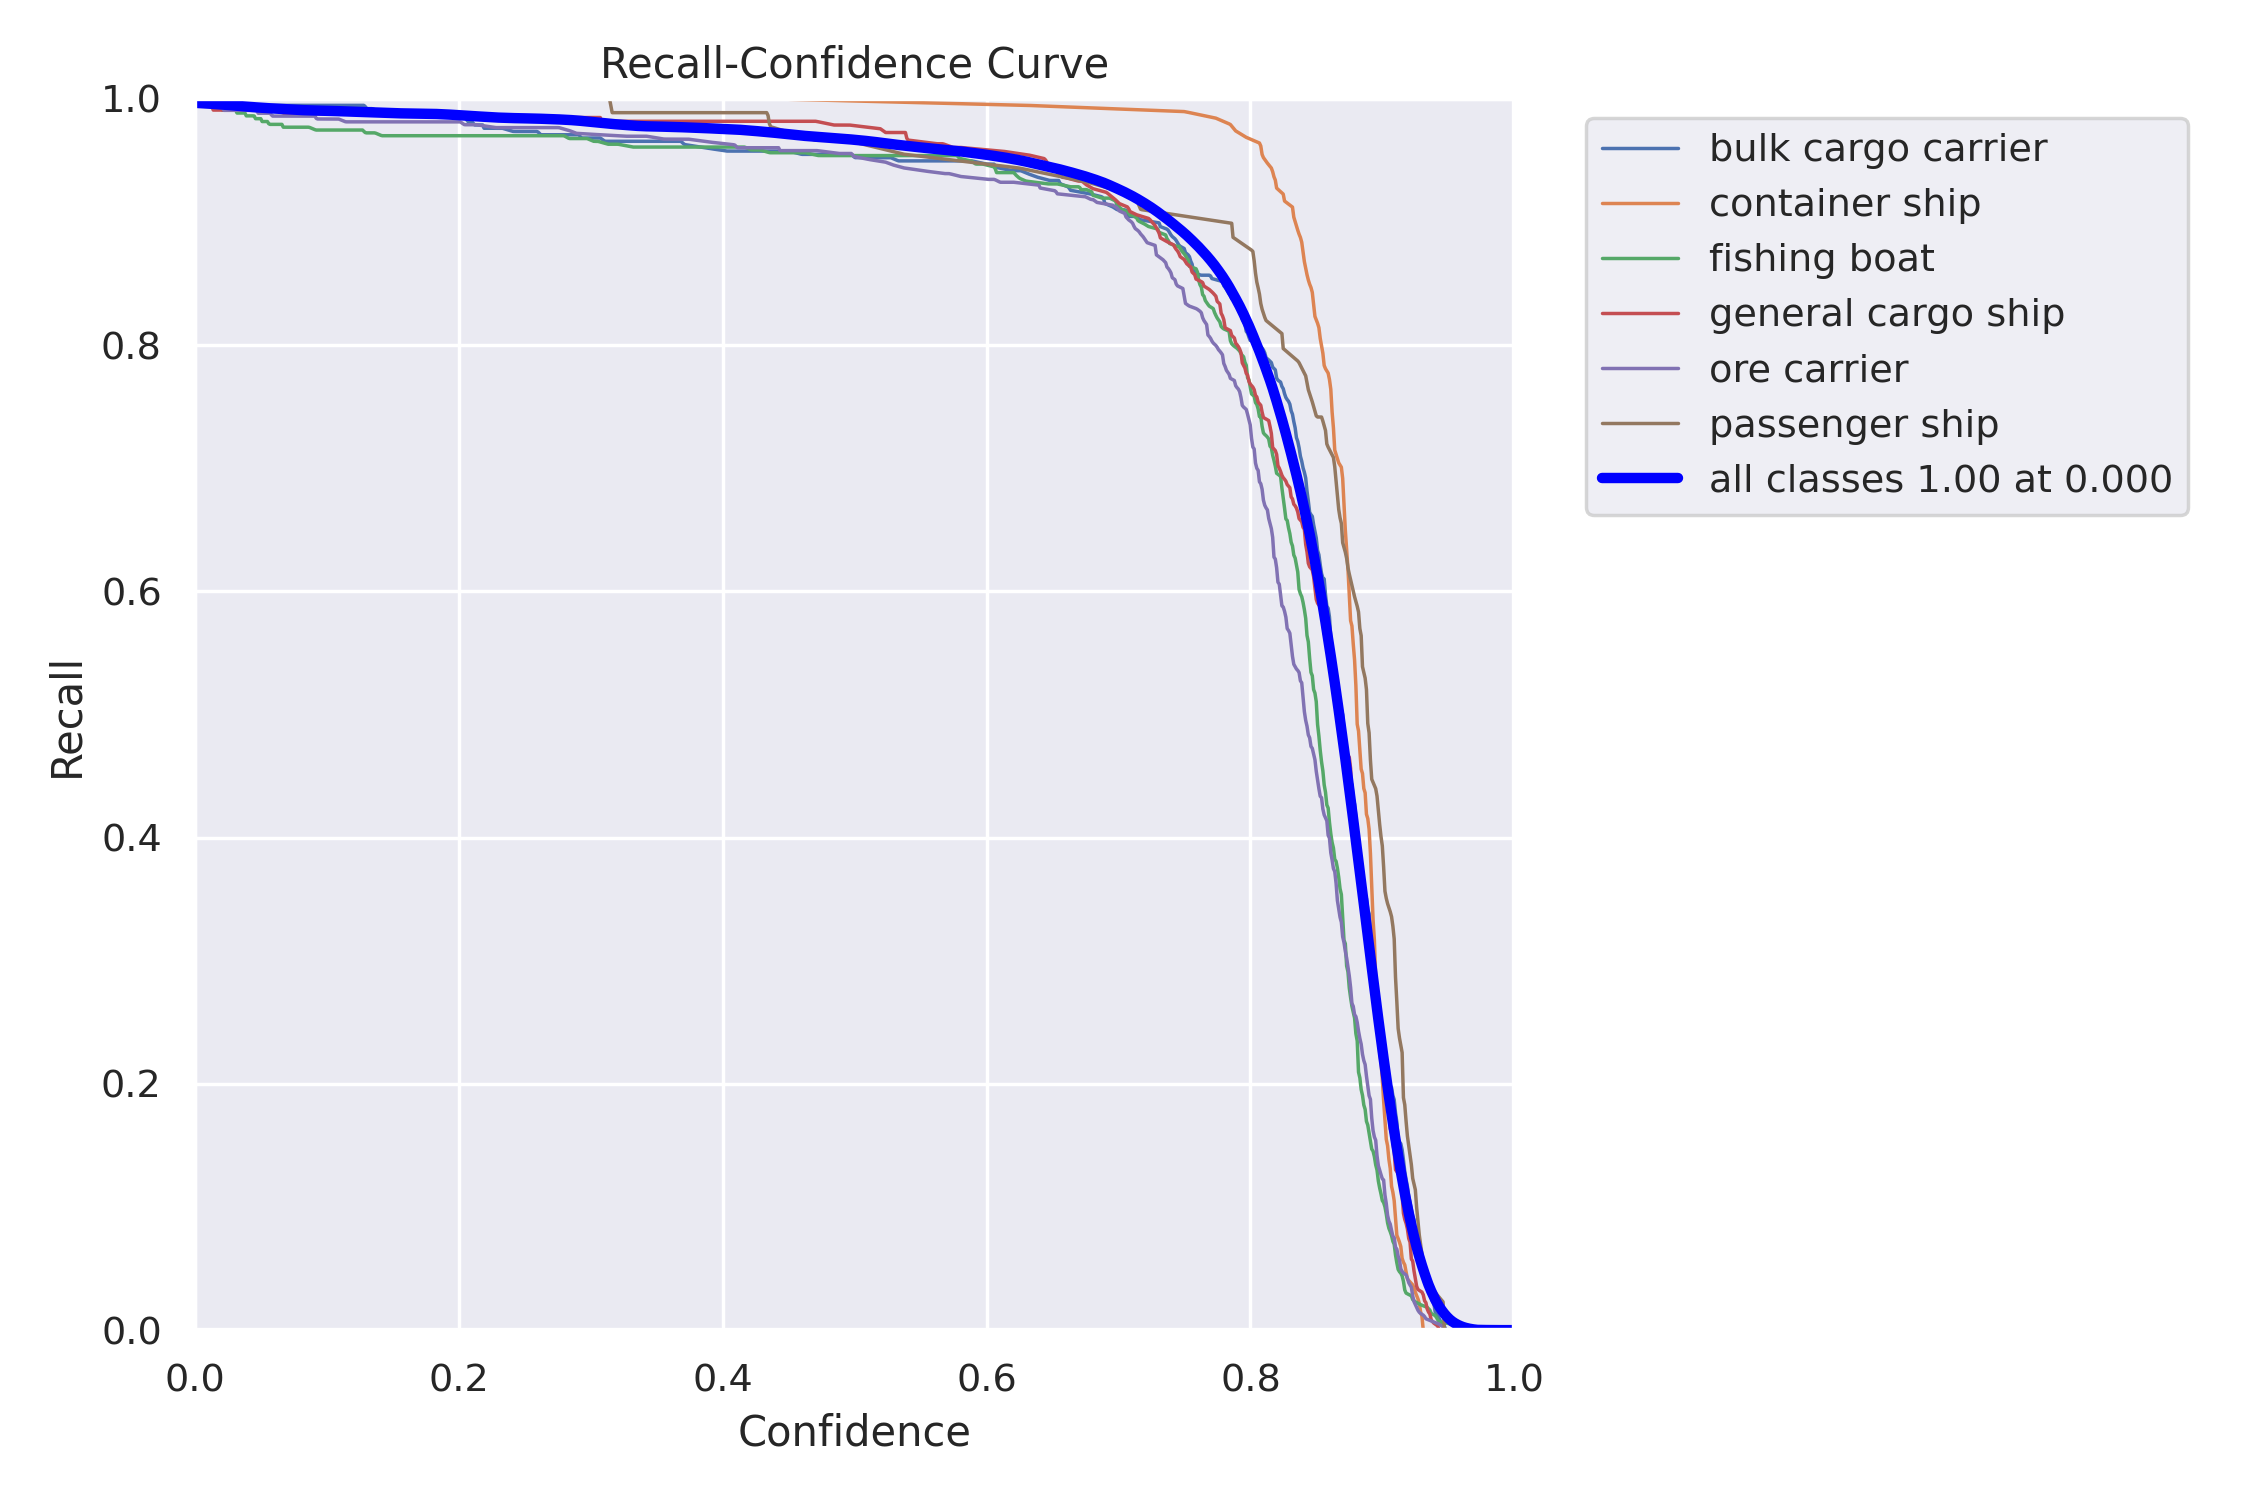 Recall-Confidence Curve
1.0
0.8
0.6
0.4
0.2
0.0
Recall
0.0 0.2 0.4 0.6 0.8 1.0
Confidence
bulk cargo carrier
container ship
fishing boat
general cargo ship
ore carrier
passenger ship
all classes 1.00 at 0.000